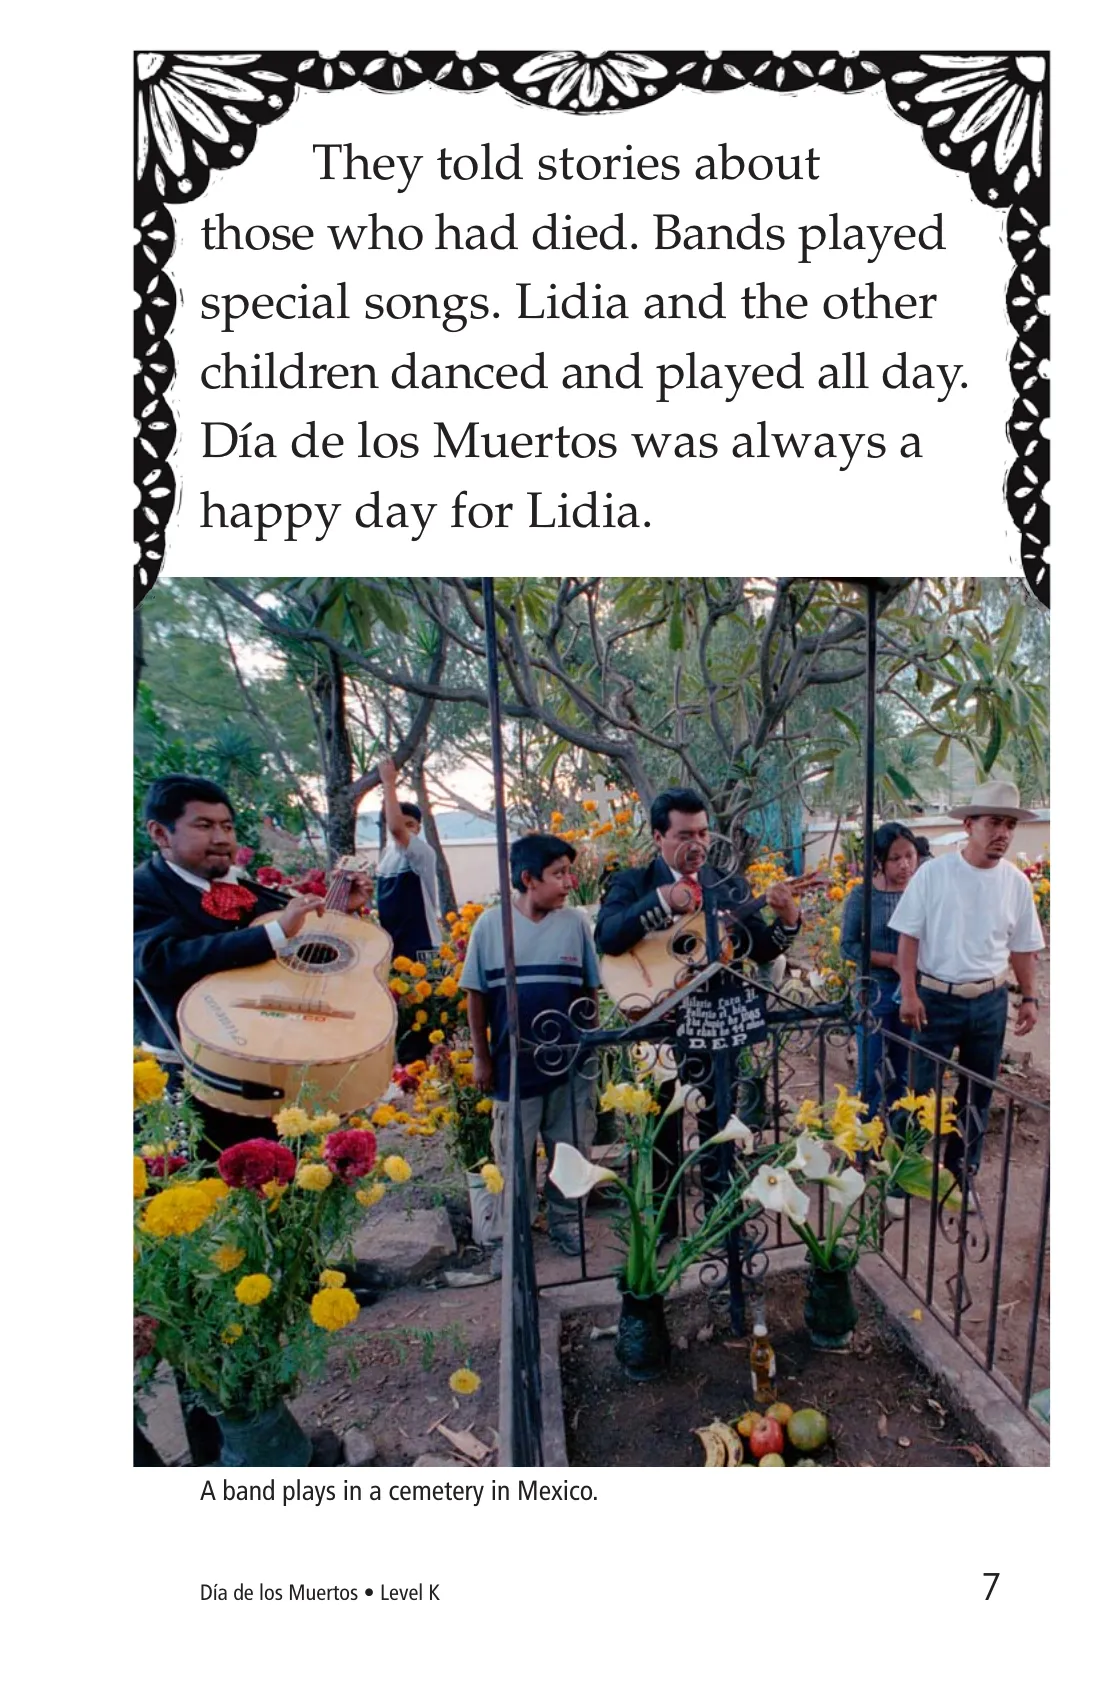 They told stories about
those who had died. Bands played
special songs. Lidia and the other
children danced and played all day.
Día de los Muertos was always a
happy day for Lidia.
MEXICO
D. E. P.
A band plays in a cemetery in Mexico.
Día de los Muertos • Level K
7